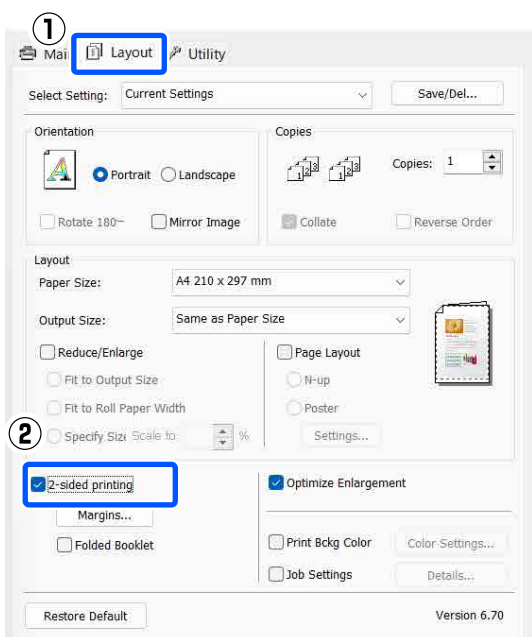 ①
Mai Layout Utility
Select Setting: Current Settings Save/Del...
Orientation Copies
Portrait Landscape Copies: 1
Rotate 180° Mirror Image Collate Reverse Order
Layout
Paper Size: A4 210 x 297 mm
Output Size: Same as Paper Size
Reduce/Enlarge Page Layout
Fit to Output Size N-up
Fit to Roll Paper Width Poster
② Specify Size Scale to % Settings...
2-sided printing Optimize Enlargement
Margins...
Folded Booklet Print Bckg Color Color Settings...
Job Settings Details...
Restore Default Version 6.70